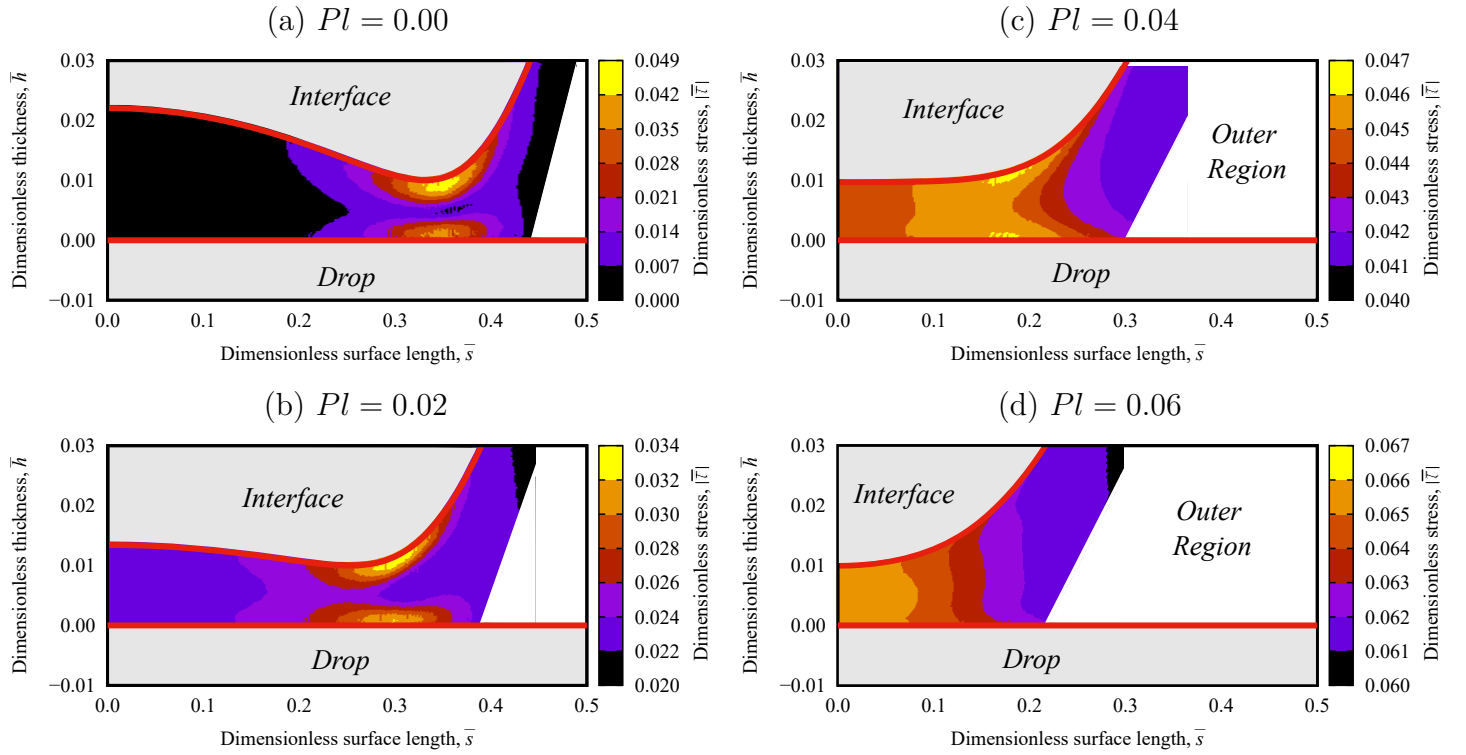 (a) Pl = 0.00
Dimensionless thickness, h̅
0.03
0.02
0.01
0.00
−0.01
Interface
Drop
0.0 0.1 0.2 0.3 0.4 0.5
Dimensionless surface length, s̅
0.049
0.042
0.035
0.028
0.021
0.014
0.007
0.000
Dimensionless stress, |τ̿|
(c) Pl = 0.04
Dimensionless thickness, h̅
0.03
0.02
0.01
0.00
−0.01
Interface
Outer
Region
Drop
0.0 0.1 0.2 0.3 0.4 0.5
Dimensionless surface length, s̅
0.047
0.046
0.045
0.044
0.043
0.042
0.041
0.040
Dimensionless stress, |τ̿|
(b) Pl = 0.02
Dimensionless thickness, h̅
0.03
0.02
0.01
0.00
−0.01
Interface
Drop
0.0 0.1 0.2 0.3 0.4 0.5
Dimensionless surface length, s̅
0.034
0.032
0.030
0.028
0.026
0.024
0.022
0.020
Dimensionless stress, |τ̿|
(d) Pl = 0.06
Dimensionless thickness, h̅
0.03
0.02
0.01
0.00
−0.01
Interface
Outer
Region
Drop
0.0 0.1 0.2 0.3 0.4 0.5
Dimensionless surface length, s̅
0.067
0.066
0.065
0.064
0.063
0.062
0.061
0.060
Dimensionless stress, |τ̿|